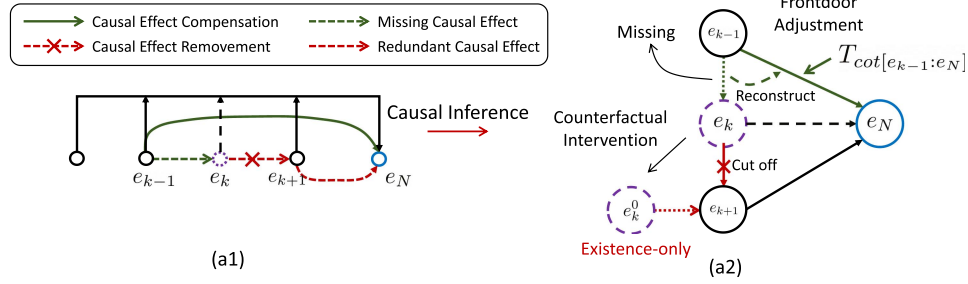 Causal Effect Compensation
Missing Causal Effect
Causal Effect Removement
Redundant Causal Effect
e_{k-1}
e_k
e_{k+1}
e_N
Causal Inference
(a1)
Frontdoor
Adjustment
Missing
e_{k-1}
T_{cot[e_{k-1}:e_N]}
Reconstruct
Counterfactual
Intervention
e_k
e_N
Cut off
e_k^0
e_{k+1}
Existence-only
(a2)